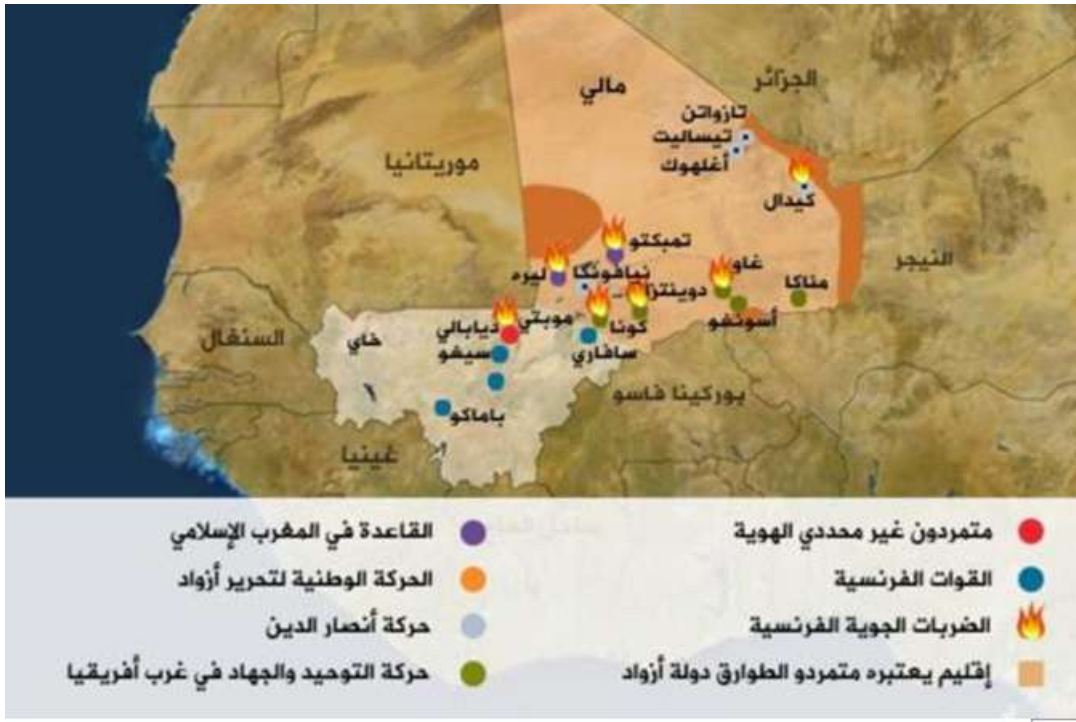 الجزائر
مالي
تازواتن
تيساليت
أغلهوك
موريتانيا
كيدال
تمبكتو
النيجر
غاو
ليره
نيافونكا
مناكا
دوينتزا
أسونغو
موبتي
كونا
ديابالي
السنغال
خاي
سيغو
سافاري
بوركينا فاسو
باماكو
غينيا
متمردون غير محددي الهوية
القوات الفرنسية
الضربات الجوية الفرنسية
إقليم يعتبره متمردو الطوارق دولة أزواد
القاعدة في المغرب الإسلامي
الحركة الوطنية لتحرير أزواد
حركة أنصار الدين
حركة التوحيد والجهاد في غرب أفريقيا